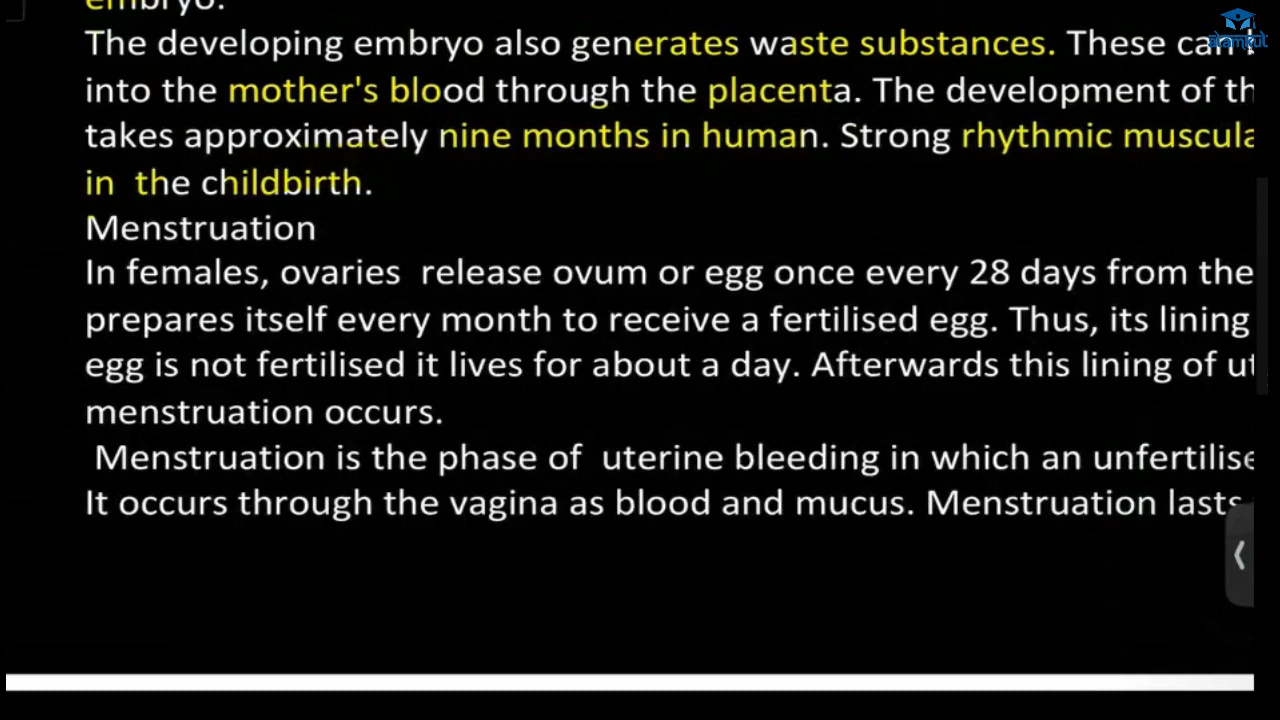 embryo.
The developing embryo also generates waste substances. These can
into the mother's blood through the placenta. The development of
takes approximately nine months in human. Strong rhythmic
in the childbirth.
Menstruation
In females, ovaries release ovum or egg once every 28 days from the
prepares itself every month to receive a fertilised egg. Thus, its lining
egg is not fertilised it lives for about a day. Afterwards this lining of
menstruation occurs.
Menstruation is the phase of uterine bleeding in which an
It occurs through the vagina as blood and mucus. Menstruation lasts
alamkut